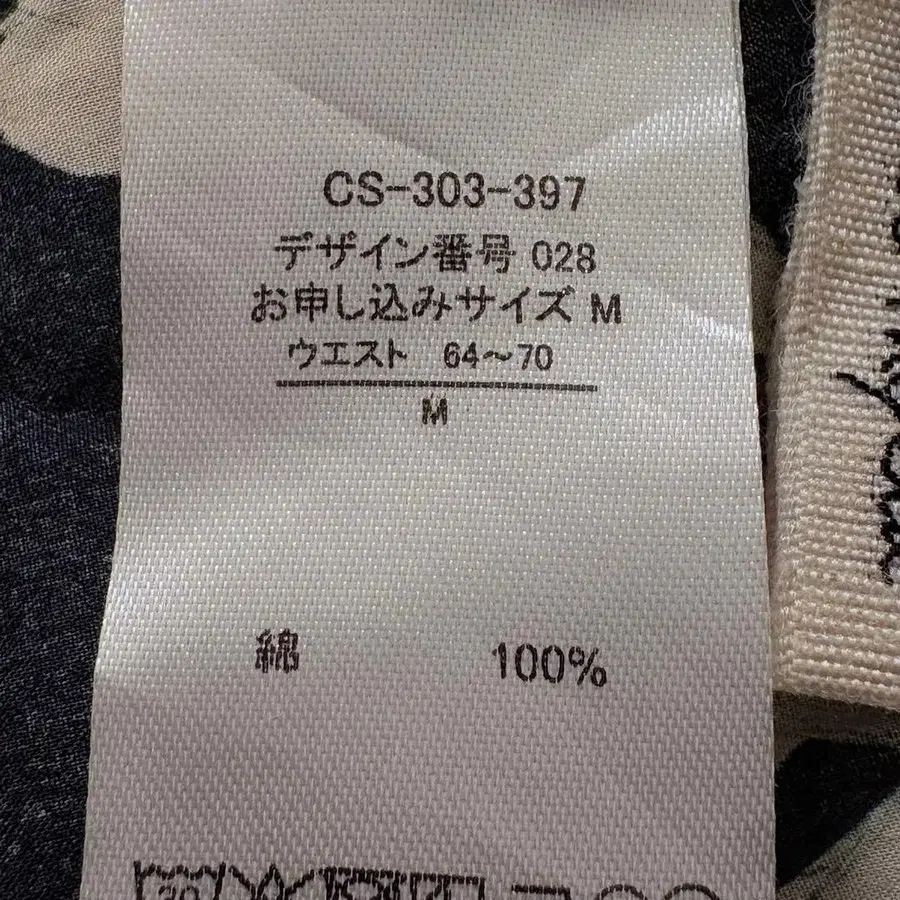 CS-303-397
デザイン番号 028
お申し込みサイズ M
ウエスト 64～70
M
綿 100%